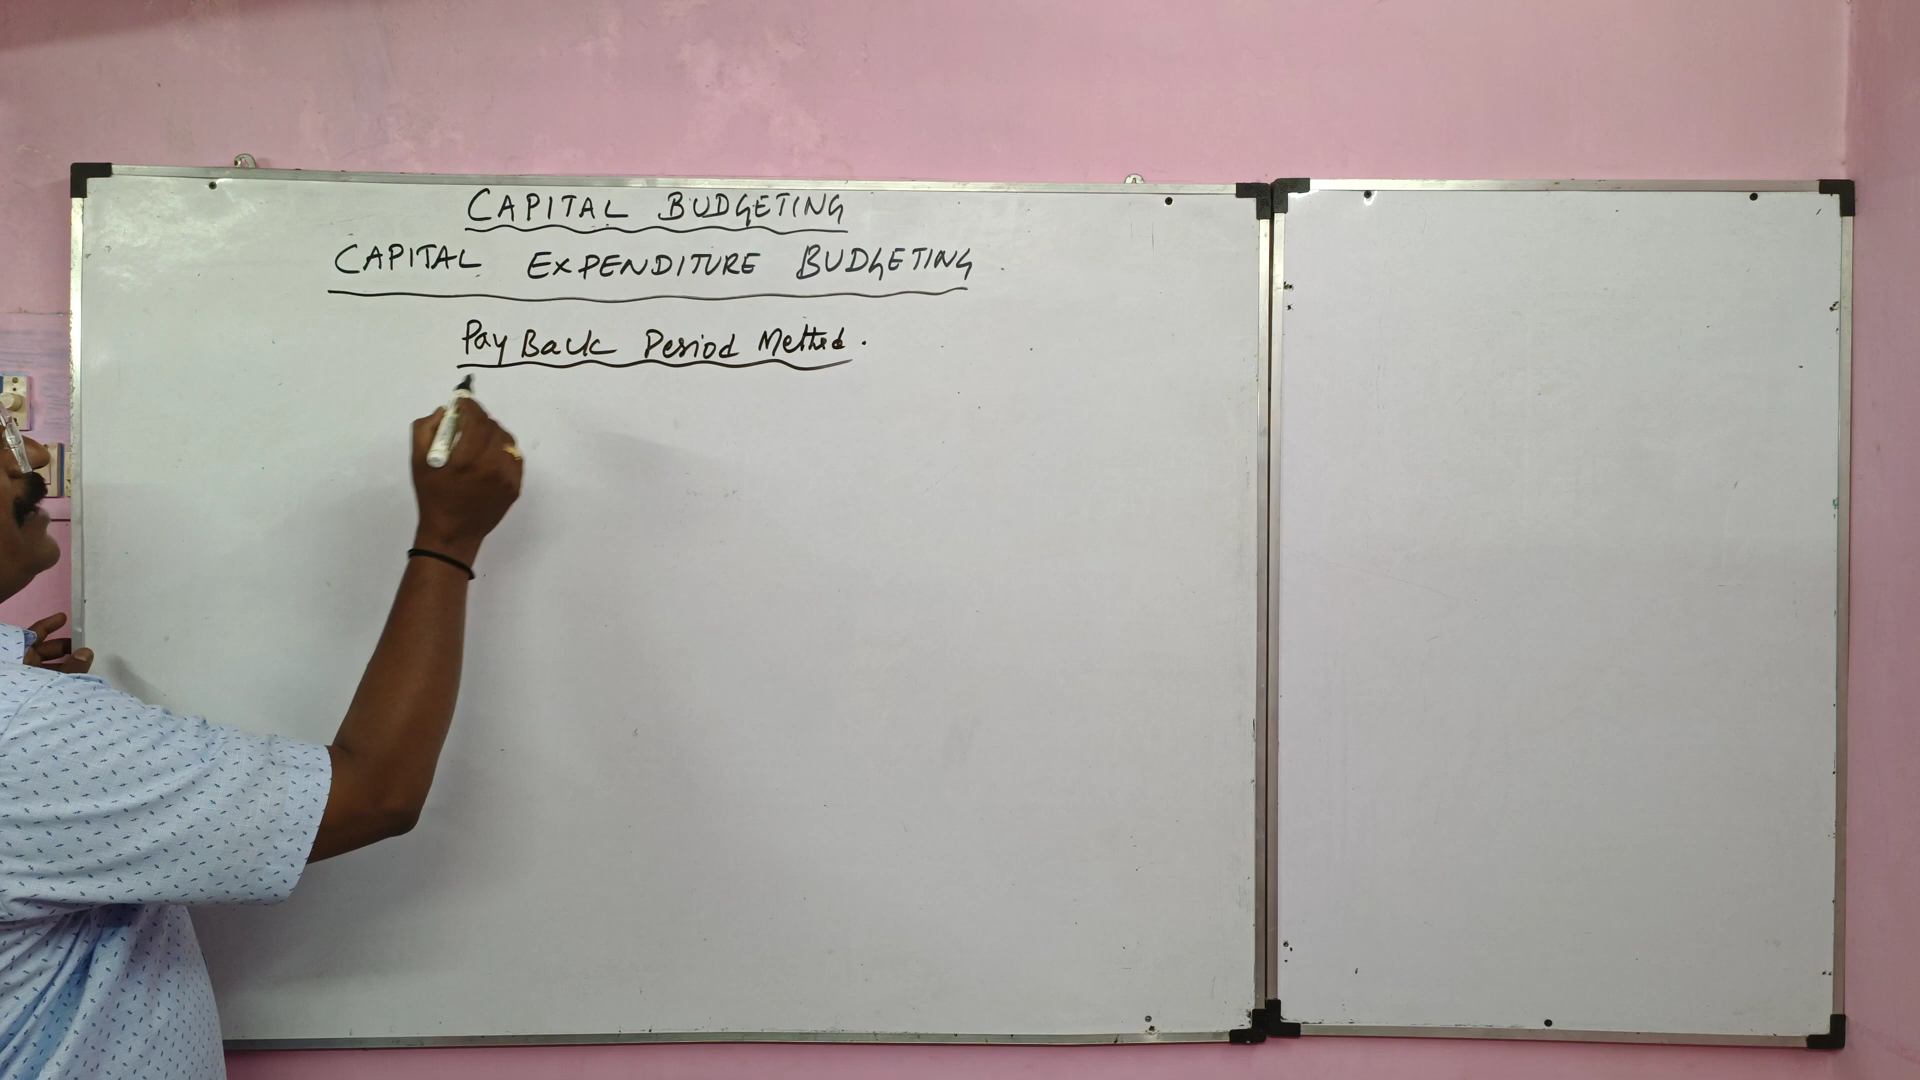 CAPITAL BUDGETING
CAPITAL EXPENDITURE BUDGETING
Pay Back Period Method.